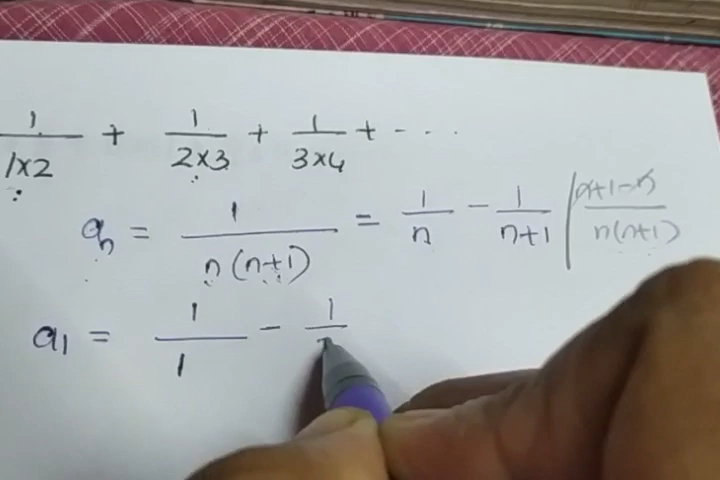 1/1×2 + 1/2×3 + 1/3×4 + - - - .
aₙ = 1/n(n+1) = 1/n - 1/n+1 | n+1-n/n(n+1)
a₁ = 1/1 - 1/